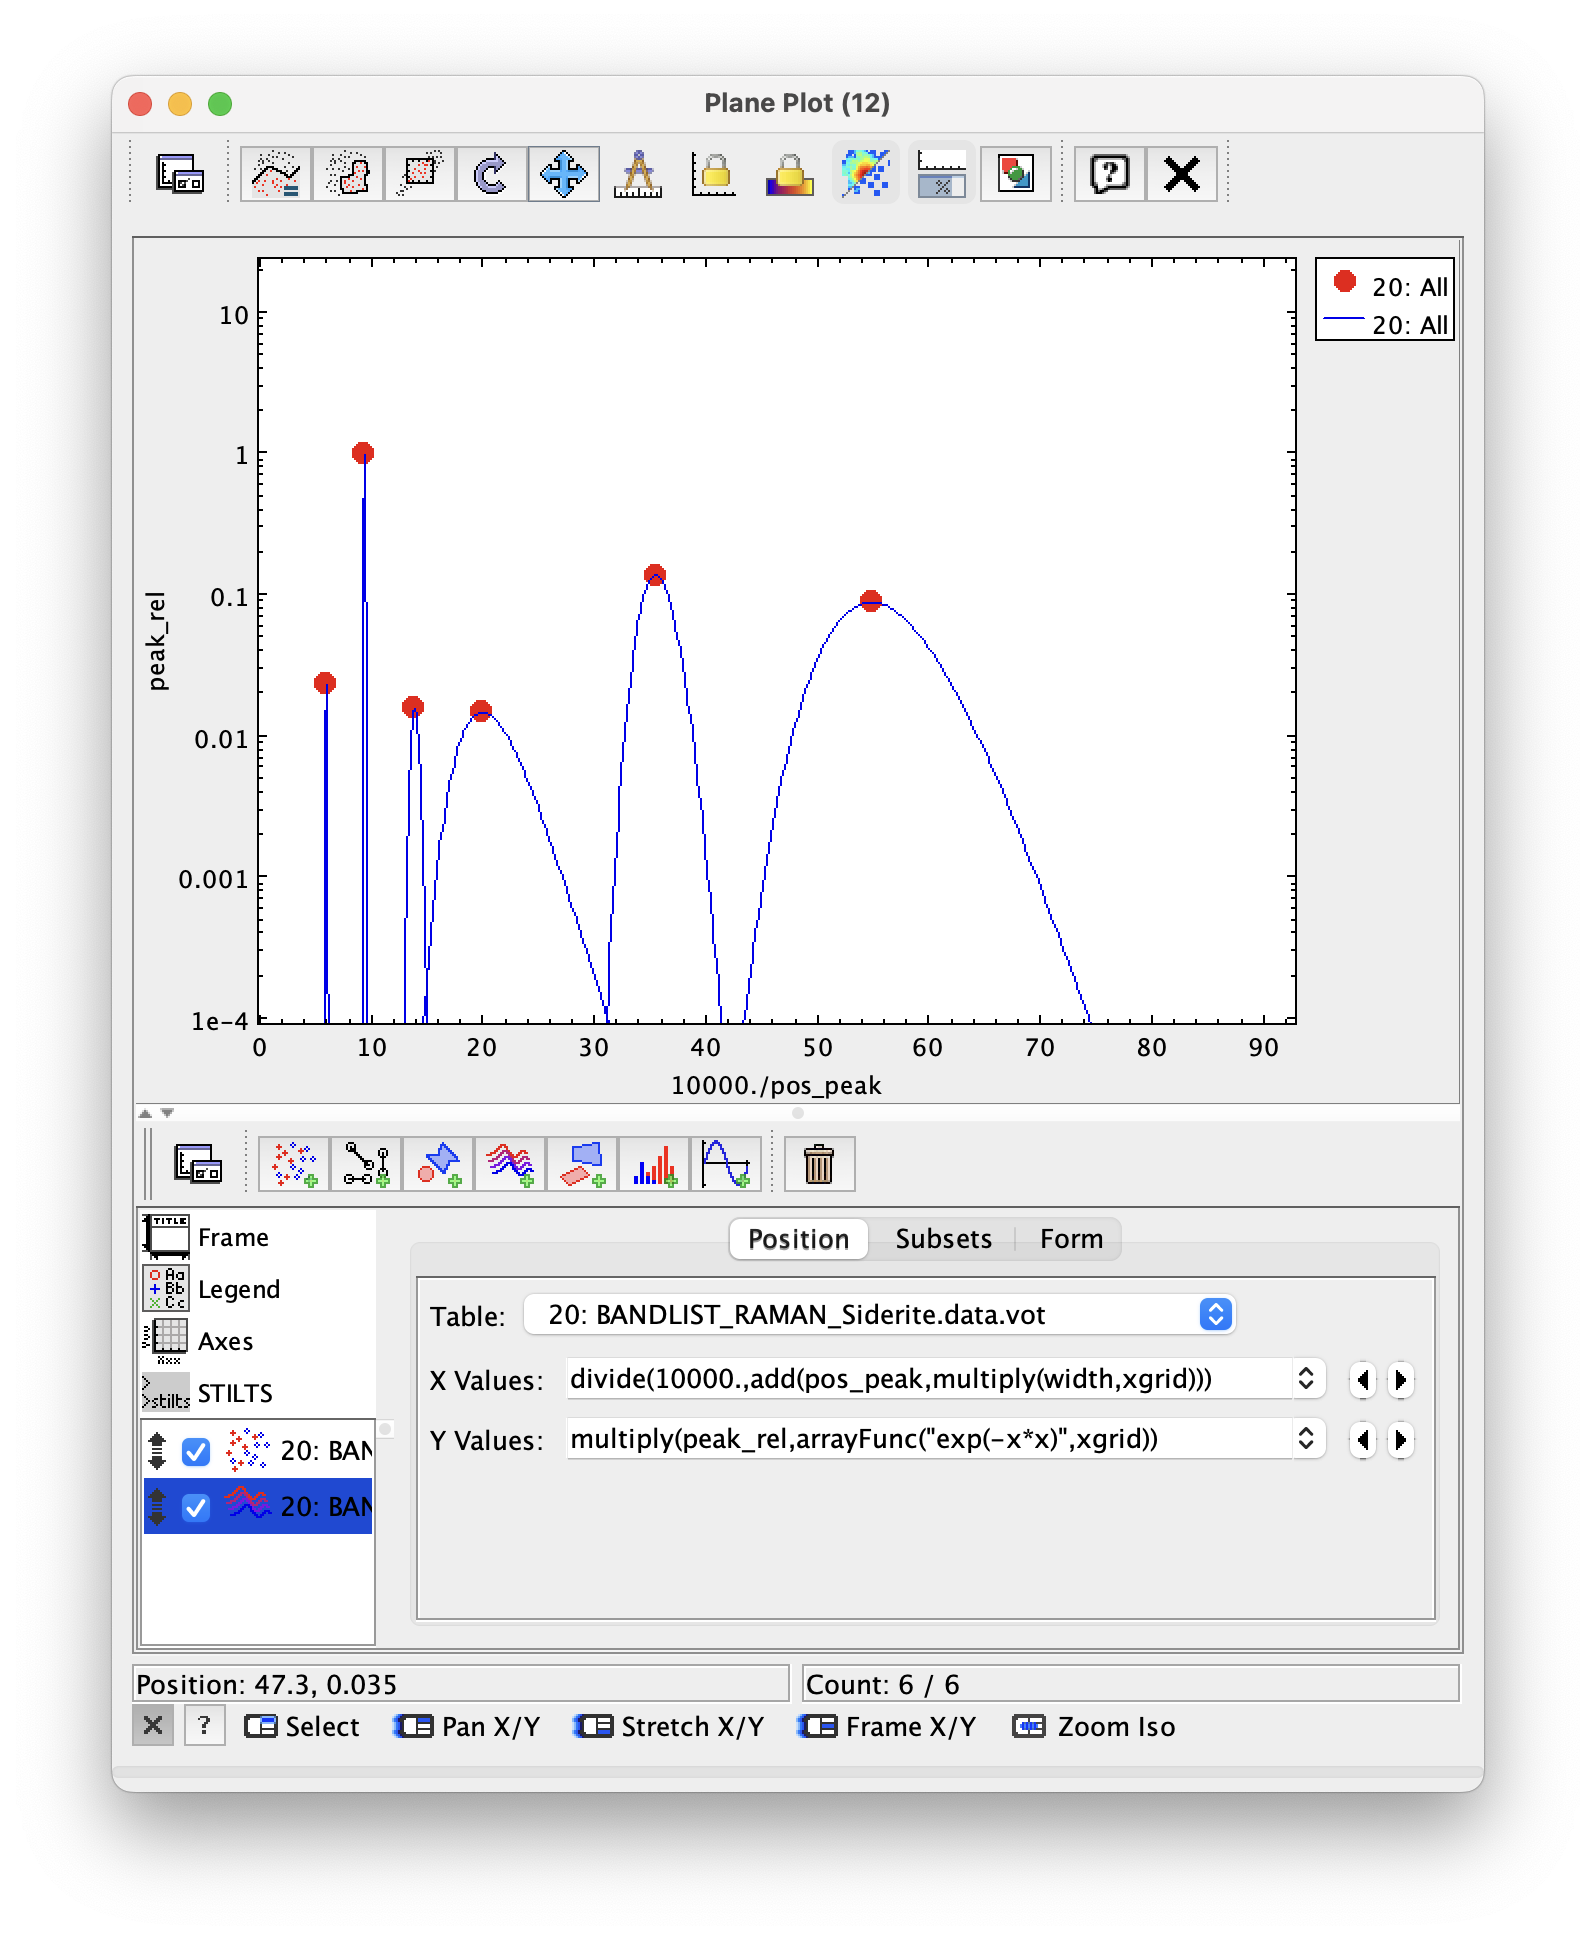 Plane Plot (12)
20: All
20: All
10
1
0.1
0.01
0.001
1e-4
peak_rel
0 10 20 30 40 50 60 70 80 90
10000./pos_peak
Frame
Legend
Axes
STILTS
20: BAN
20: BAN
Position Subsets Form
Table: 20: BANDLIST_RAMAN_Siderite.data.vot
X Values: divide(10000.,add(pos_peak,multiply(width,xgrid)))
Y Values: multiply(peak_rel,arrayFunc("exp(-x*x)",xgrid))
Position: 47.3, 0.035 Count: 6 / 6
Select Pan X/Y Stretch X/Y Frame X/Y Zoom Iso